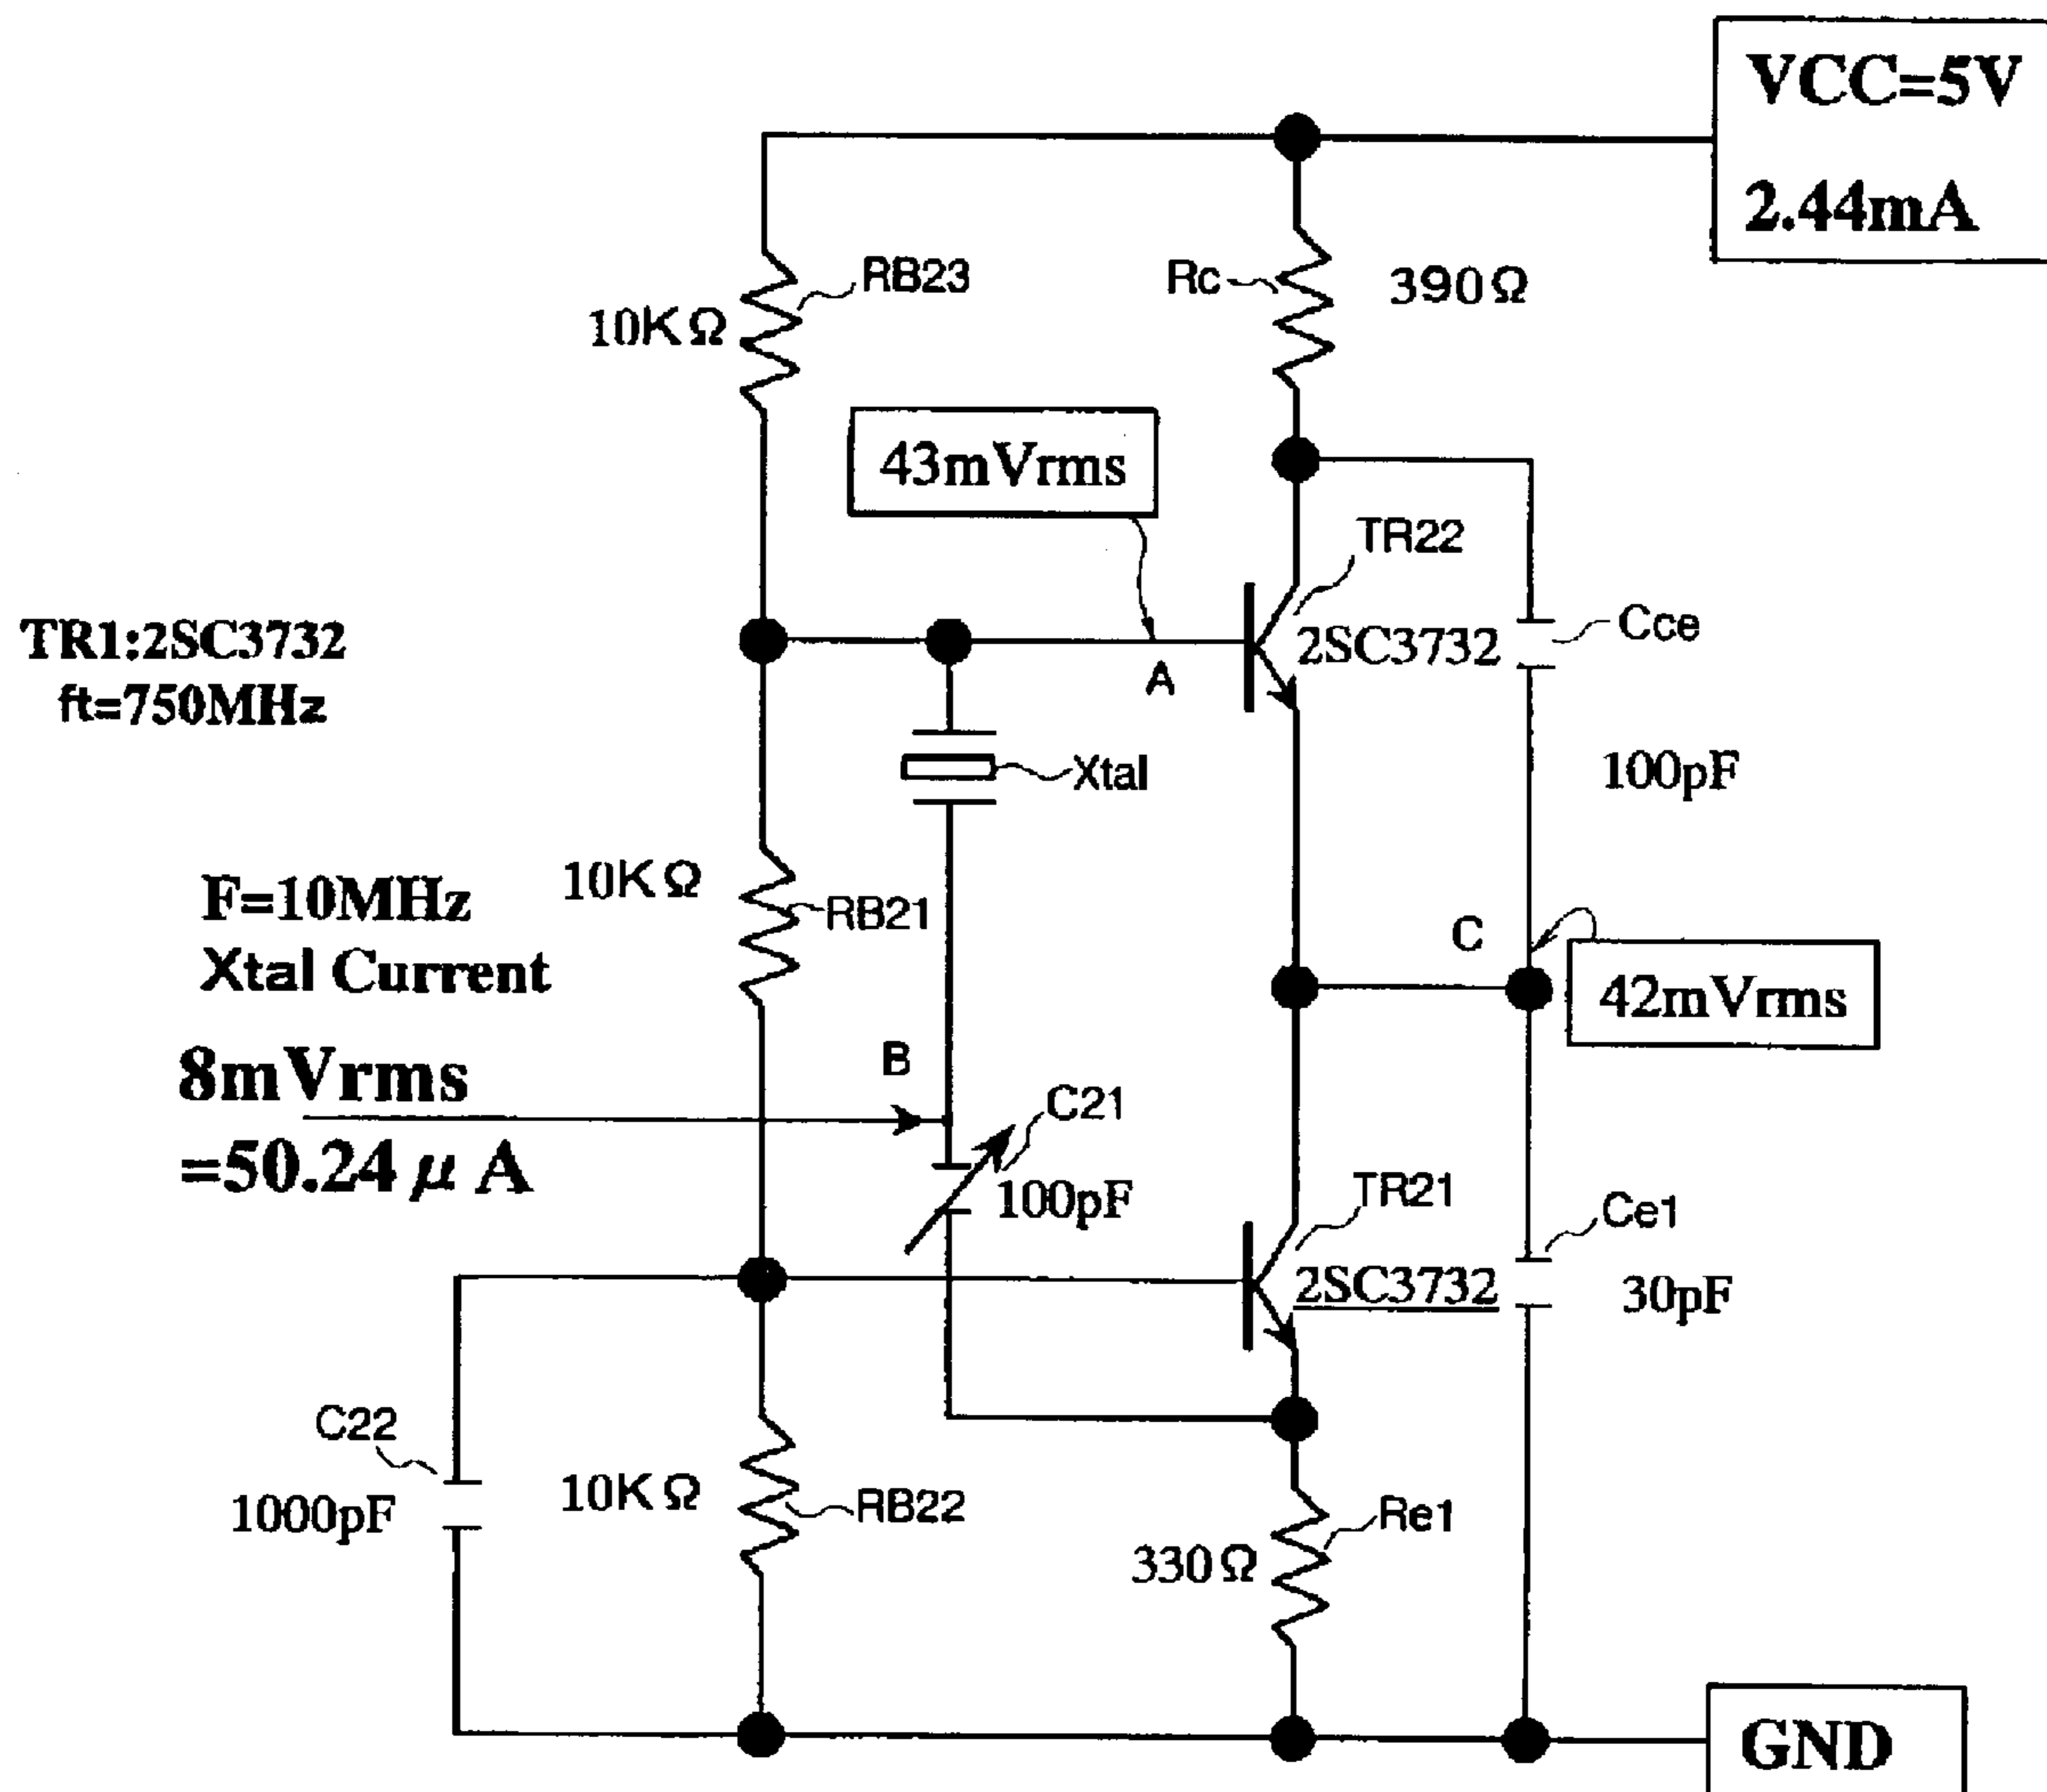 VCC=5V
2.44mA
RB23
10KΩ
Rc
390Ω
43mVrms
TR22
2SC3732
Cce
TR1:2SC3732
ft=750MHz
A
Xtal
100pF
10KΩ
RB21
F=10MHz
Xtal Current
C
42mVrms
8mVrms
=50.24μA
B
C21
100pF
TR21
2SC3732
Ce1
30pF
C22
1000pF
10KΩ
RB22
Re1
330Ω
GND